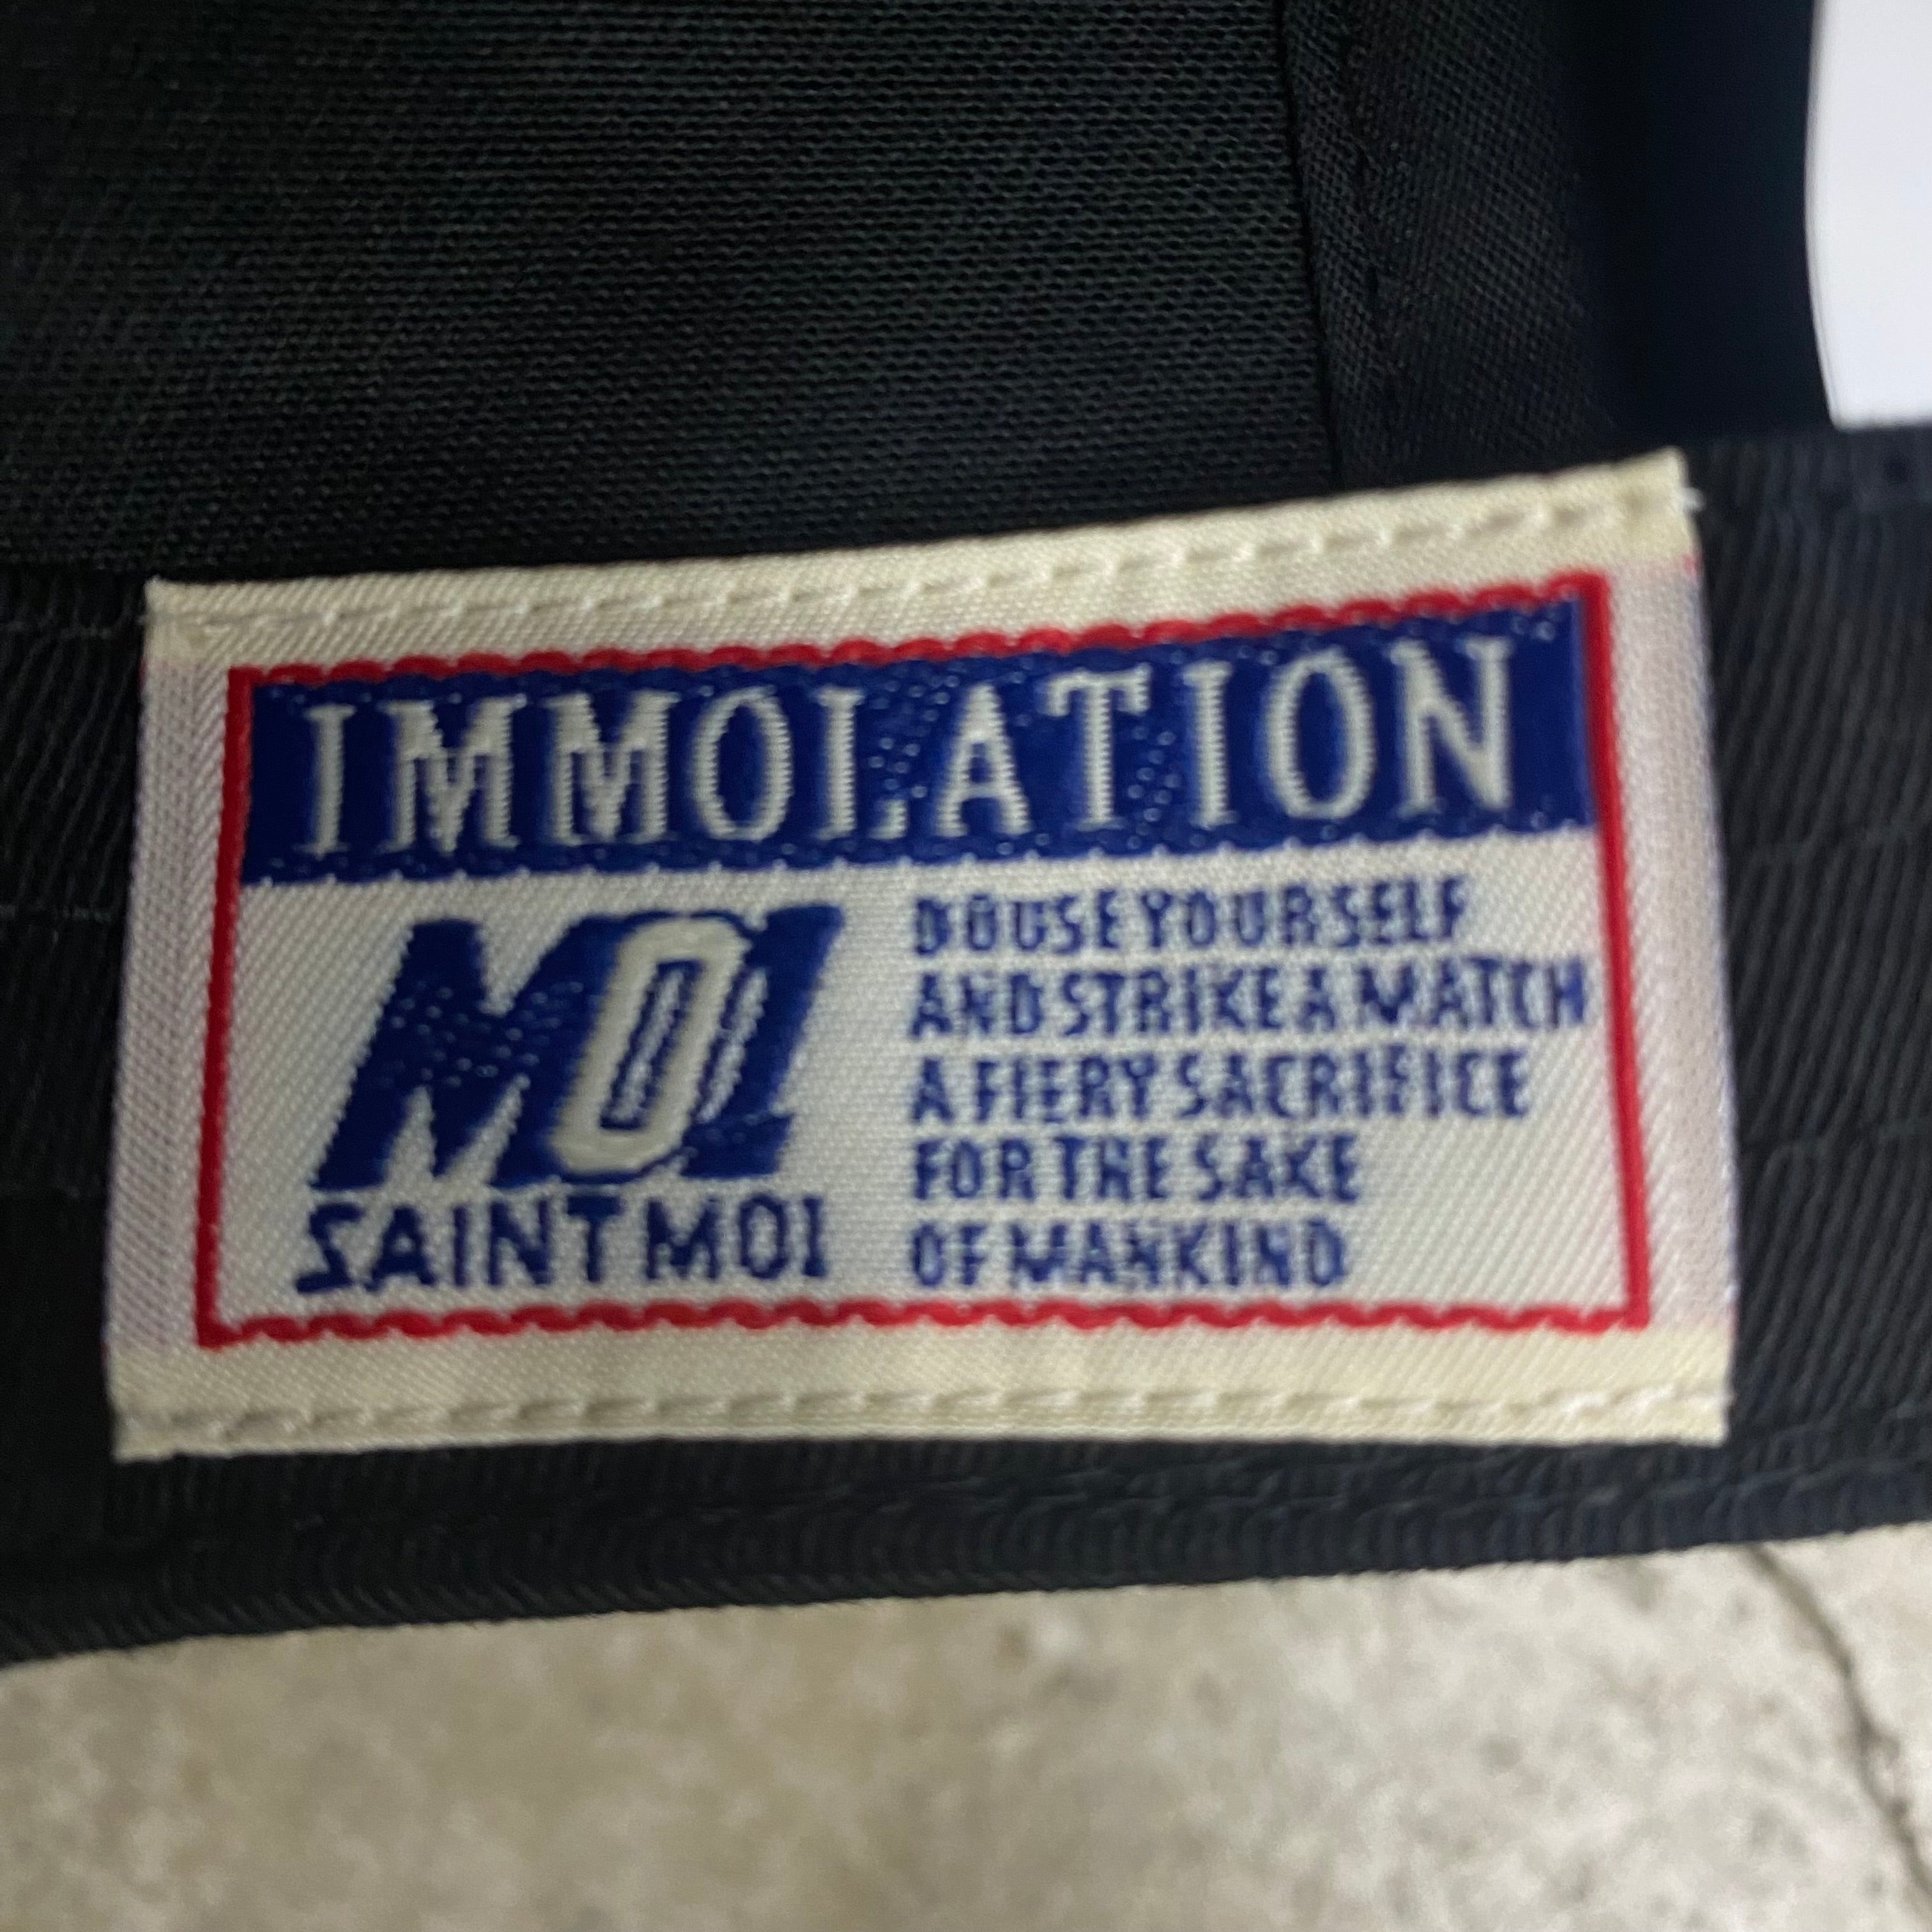 IMMOLATION
MOI
SAINT MOI
DOUSE YOURSELF
AND STRIKE A MATCH
A FIERY SACRIFICE
FOR THE SAKE
OF MANKIND